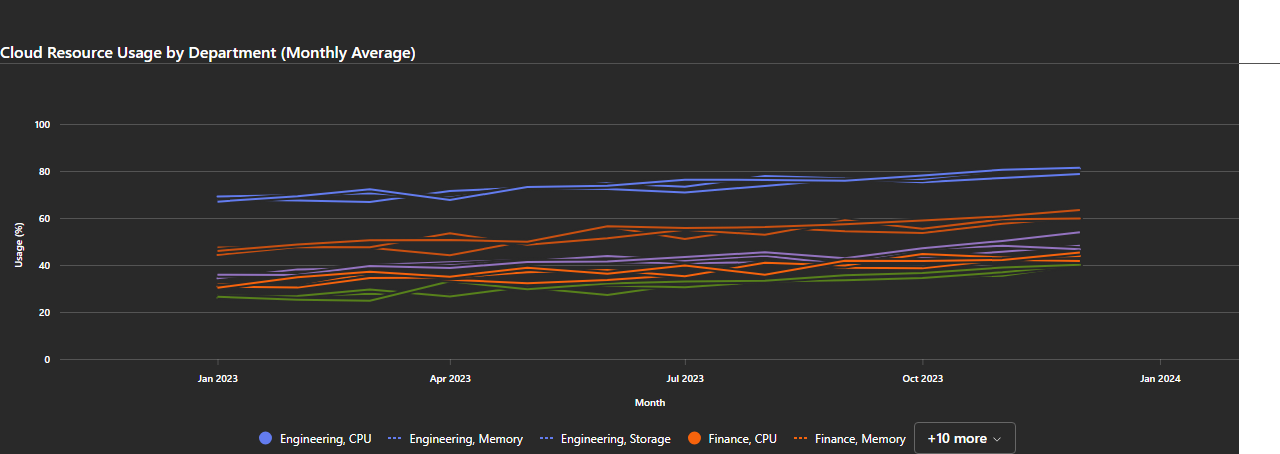 Cloud Resource Usage by Department (Monthly Average)
100
80
60
40
20
0
Usage (%)
Jan 2023 Apr 2023 Jul 2023 Oct 2023 Jan 2024
Month
Engineering, CPU Engineering, Memory Engineering, Storage Finance, CPU Finance, Memory +10 more